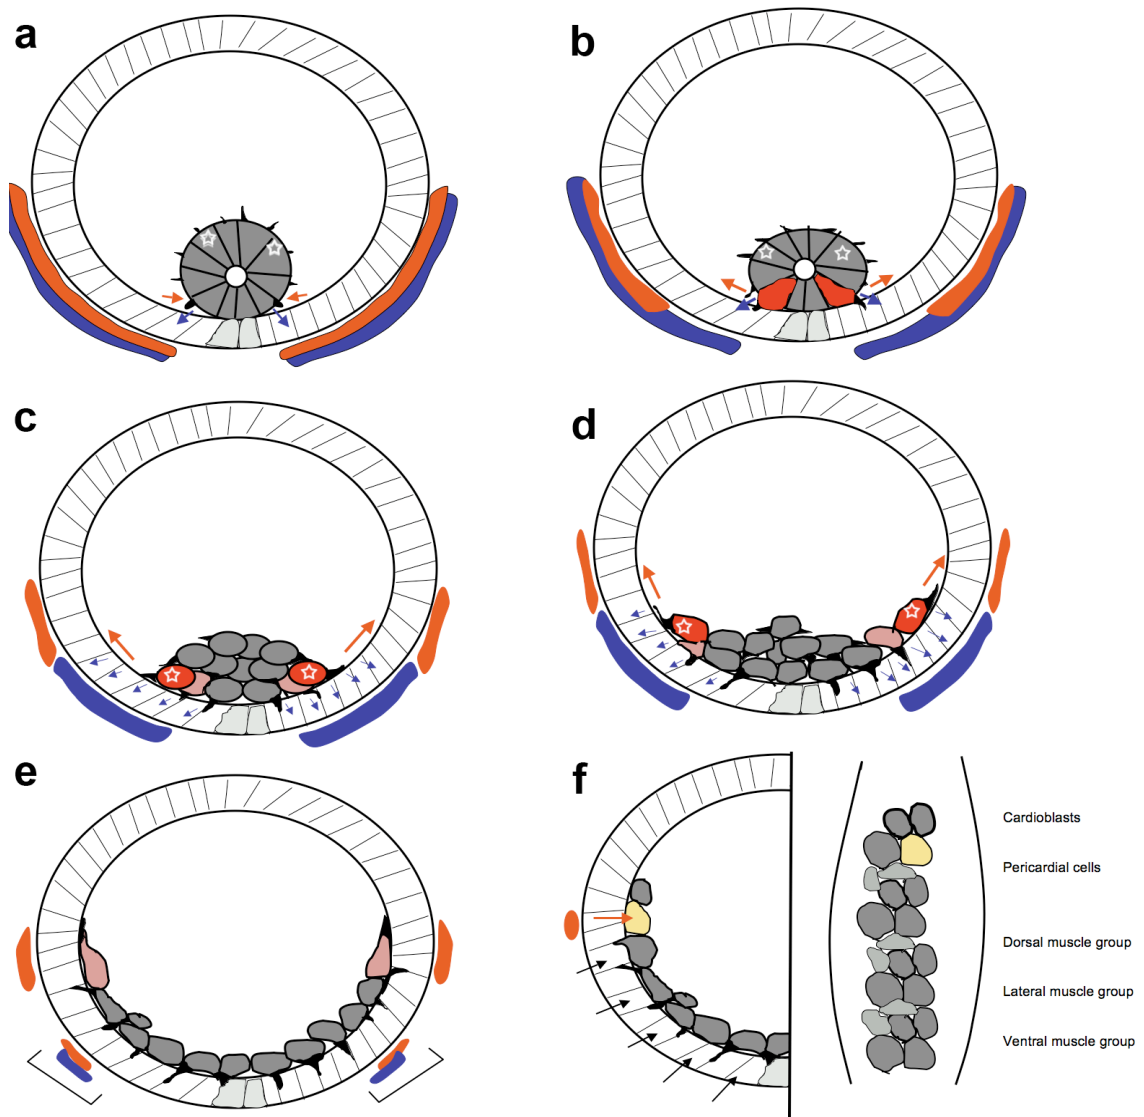 a
b
c
d
e
f
Cardioblasts
Pericardial cells
Dorsal muscle group
Lateral muscle group
Ventral muscle group